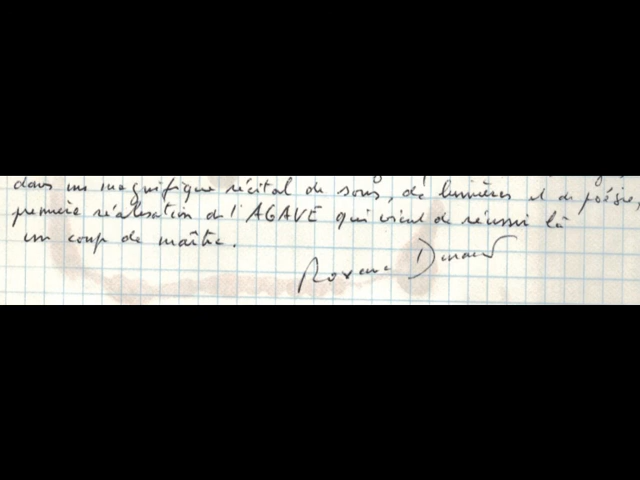 dans un magnifique récital de sons, de lumières et de poésie,
première réalisation de l'AGAVE qui vient de réussir là
un coup de maître.